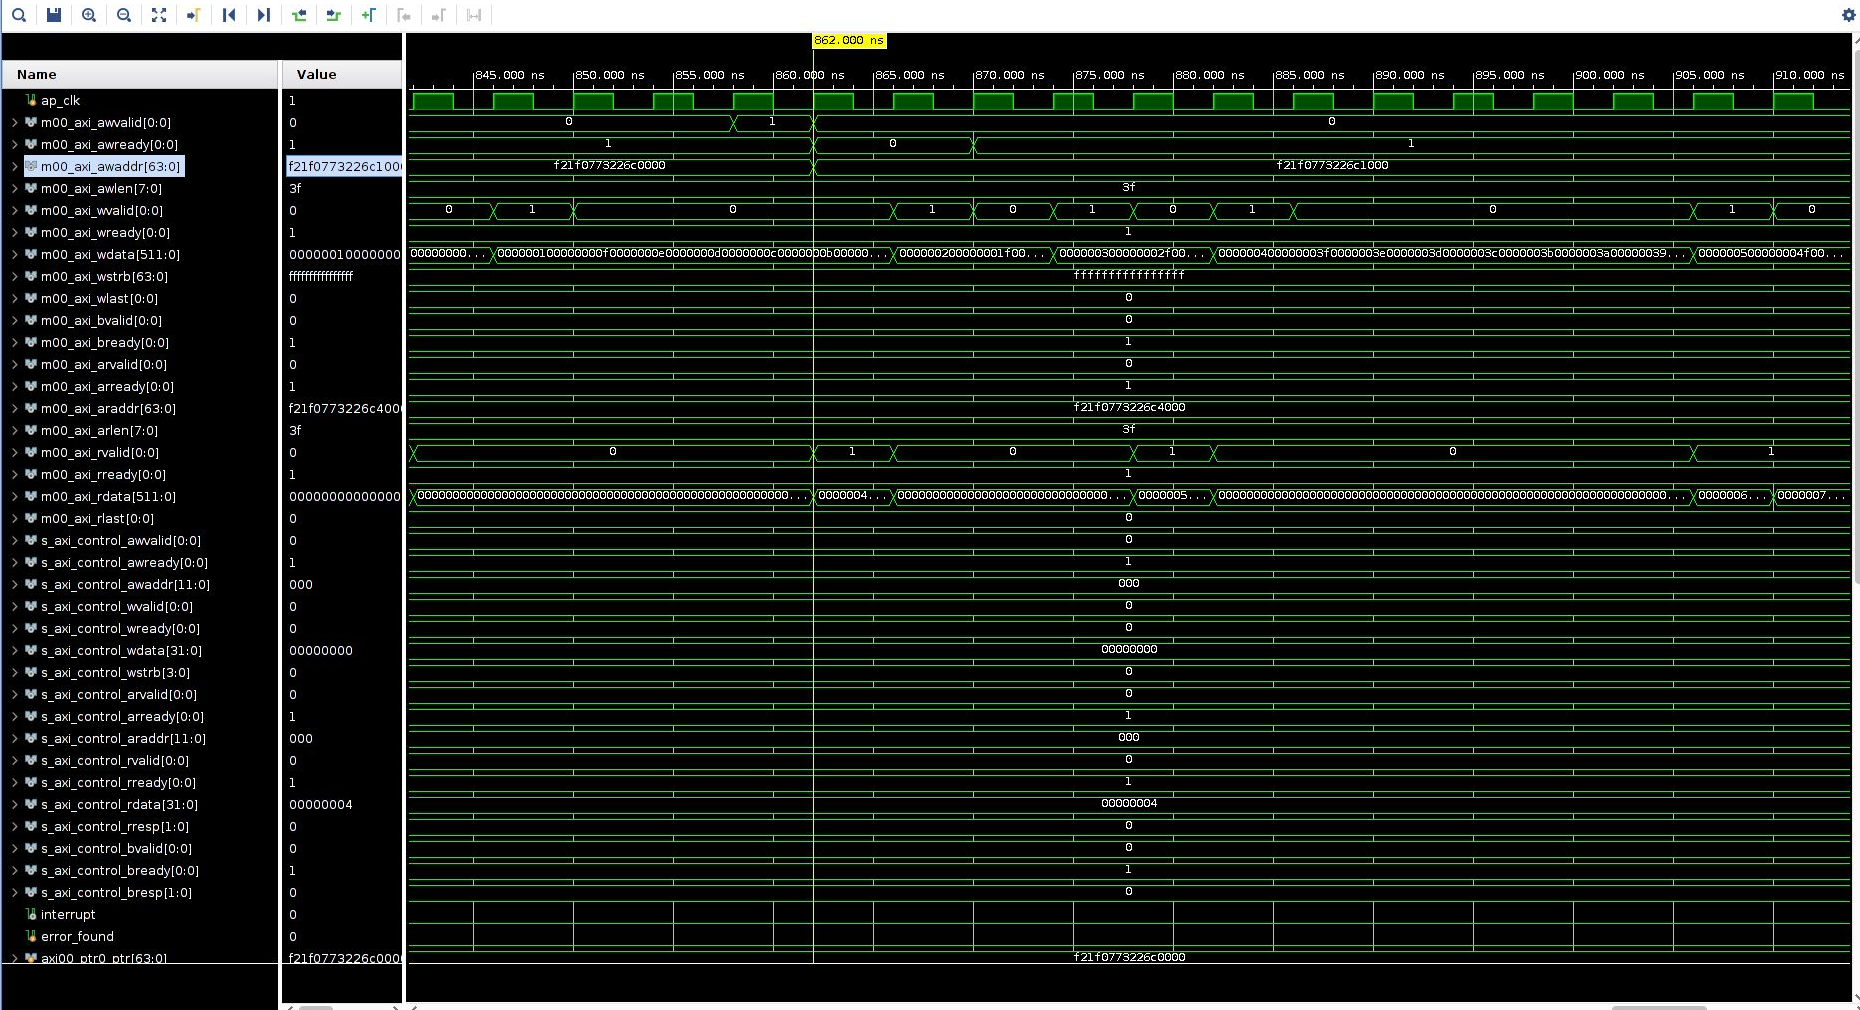 862.000 ns
Name Value 845.000 ns 850.000 ns 855.000 ns 860.000 ns 865.000 ns 870.000 ns 875.000 ns 880.000 ns 885.000 ns 890.000 ns 895.000 ns 900.000 ns 905.000 ns 910.000 ns
ap_clk 1
m00_axi_awvalid[0:0] 0 0 1 0
m00_axi_awready[0:0] 1 1 0 1
m00_axi_awaddr[63:0] f21f0773226c100 f21f0773226c0000 f21f0773226c1000
m00_axi_awlen[7:0] 3f 3f
m00_axi_wvalid[0:0] 0 0 1 0 1 0 1 0 1 0 1 0
m00_axi_wready[0:0] 1 1
m00_axi_wdata[511:0] 00000010000000 00000000... 000000100000000f0000000e0000000d0000000c0000000b00000... 000000200000001f00... 000000300000002f00... 000000400000003f0000003e0000003d0000003c0000003b0000003a00000039... 000000500000004f00...
m00_axi_wstrb[63:0] ffffffffffffffff ffffffffffffffff
m00_axi_wlast[0:0] 0 0
m00_axi_bvalid[0:0] 0 0
m00_axi_bready[0:0] 1 1
m00_axi_arvalid[0:0] 0 0
m00_axi_arready[0:0] 1 1
m00_axi_araddr[63:0] f21f0773226c400 f21f0773226c4000
m00_axi_arlen[7:0] 3f 3f
m00_axi_rvalid[0:0] 0 0 1 0 1 0 1
m00_axi_rready[0:0] 1 1
m00_axi_rdata[511:0] 00000000000000 0000000000000000000000000000000000000000000000000000... 0000004... 00000000000000000000000000000... 0000005... 0000000000000000000000000000000000000000000000000000000000000000... 0000006... 0000007...
m00_axi_rlast[0:0] 0 0
s_axi_control_awvalid[0:0] 0 0
s_axi_control_awready[0:0] 1 1
s_axi_control_awaddr[11:0] 000 000
s_axi_control_wvalid[0:0] 0 0
s_axi_control_wready[0:0] 0 0
s_axi_control_wdata[31:0] 00000000 00000000
s_axi_control_wstrb[3:0] 0 0
s_axi_control_arvalid[0:0] 0 0
s_axi_control_arready[0:0] 1 1
s_axi_control_araddr[11:0] 000 000
s_axi_control_rvalid[0:0] 0 0
s_axi_control_rready[0:0] 1 1
s_axi_control_rdata[31:0] 00000004 00000004
s_axi_control_rresp[1:0] 0 0
s_axi_control_bvalid[0:0] 0 0
s_axi_control_bready[0:0] 1 1
s_axi_control_bresp[1:0] 0 0
interrupt 0
error_found 0
axi00_ptr0_ptr[63:0] f21f0773226c000 f21f0773226c0000